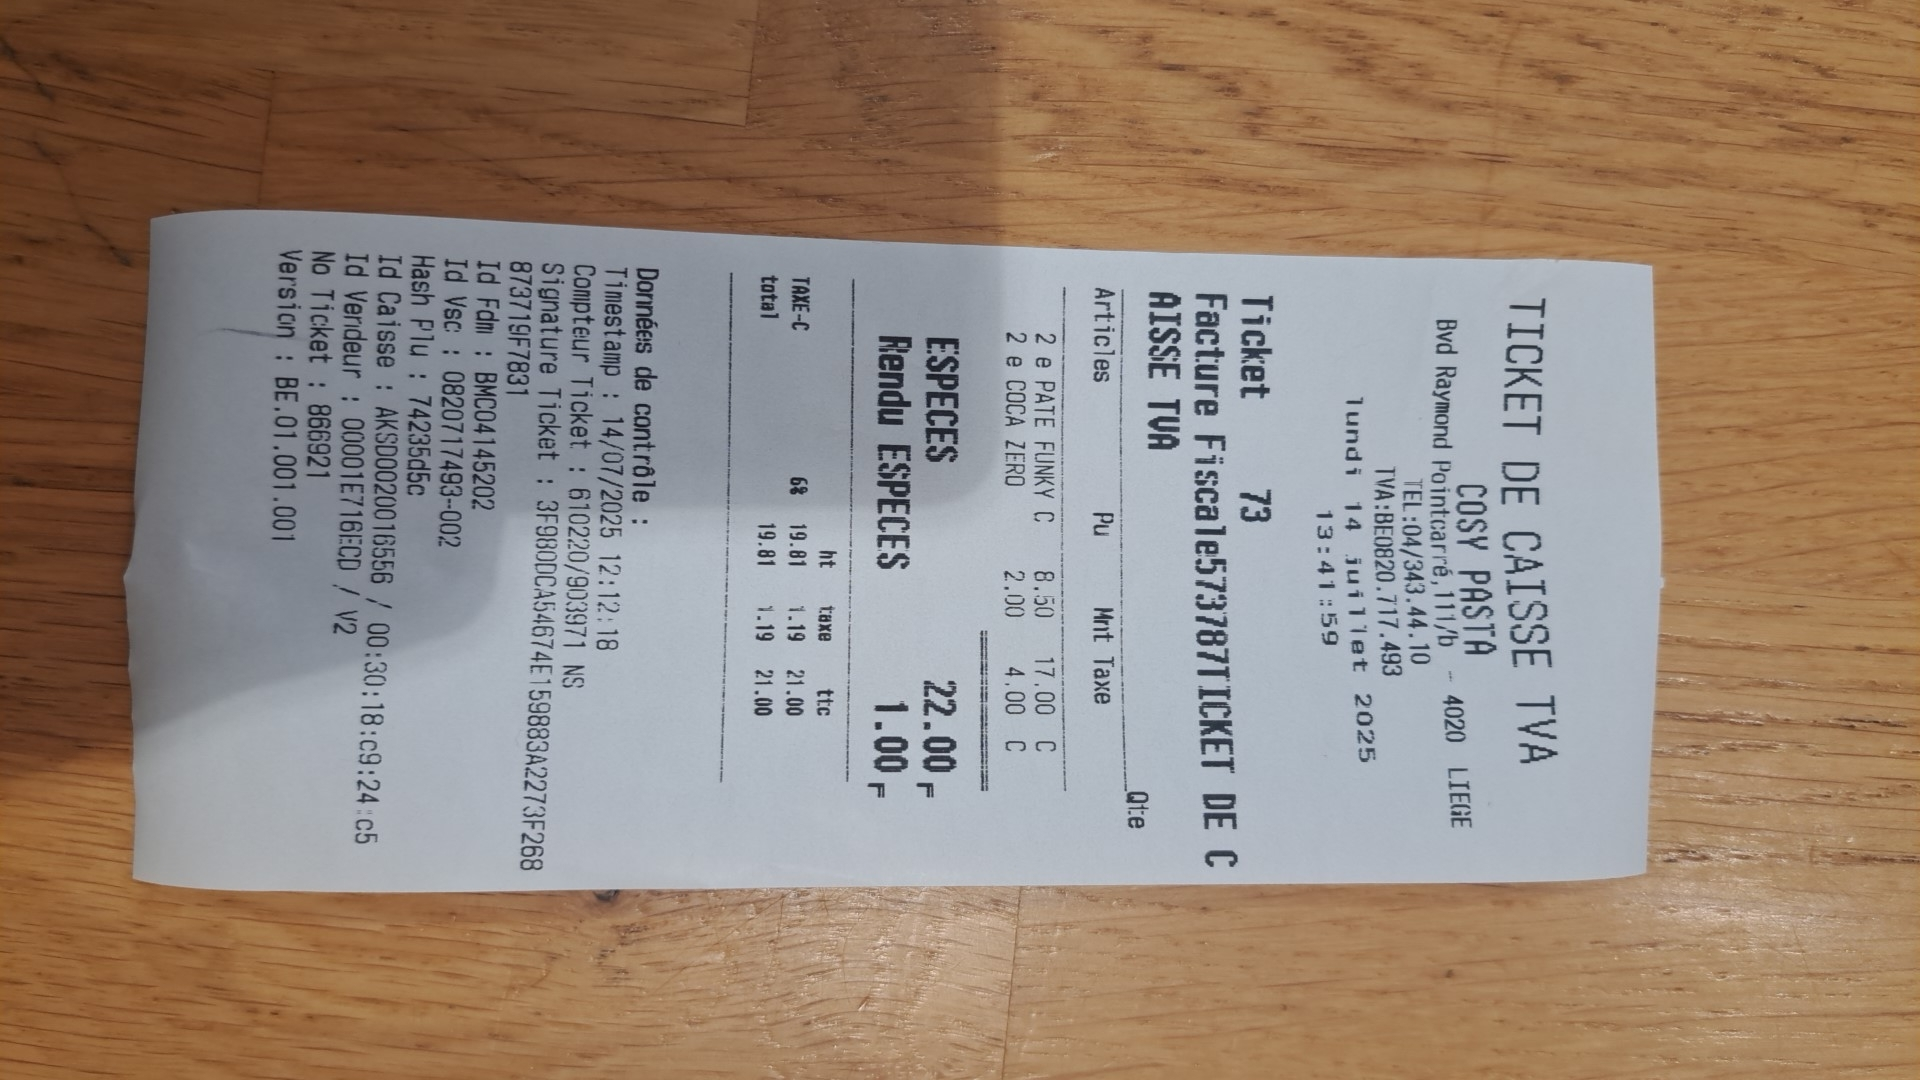 TICKET DE CAISSE TVA
COSY PASTA
Bvd Raymond Pointcarré,111/b - 4020 LIEGE
TEL:04/343.44.10
TVA:BE0820.717.493
lundi 14 juillet 2025
13:41:59
Ticket 73
Facture Fiscale573787TICKET DE C
AISSE TVA
Qte
Articles Pu Mnt Taxe
2 e PATE FUNKY C 8.50 17.00 C
2 e COCA ZERO 2.00 4.00 C
ESPECES 22.00 F
Rendu ESPECES 1.00 F
ht taxe ttc
TAXE-C 6% 19.81 1.19 21.00
total 19.81 1.19 21.00
Données de contrôle :
Timestamp : 14/07/2025 12:12:18
Compteur Ticket : 610220/903971 NS
Signature Ticket : 3F980DCA54674E159883A2273F268
873719F7831
Id Fdm : BMC04145202
Id Vsc : 0820717493-002
Hash Plu : 74235d5c
Id Caisse : AKSD0020016556 / 00:30:18:c9:24:c5
Id Vendeur : 00001E716ECD / V2
No Ticket : 866921
Version : BE.01.001.001